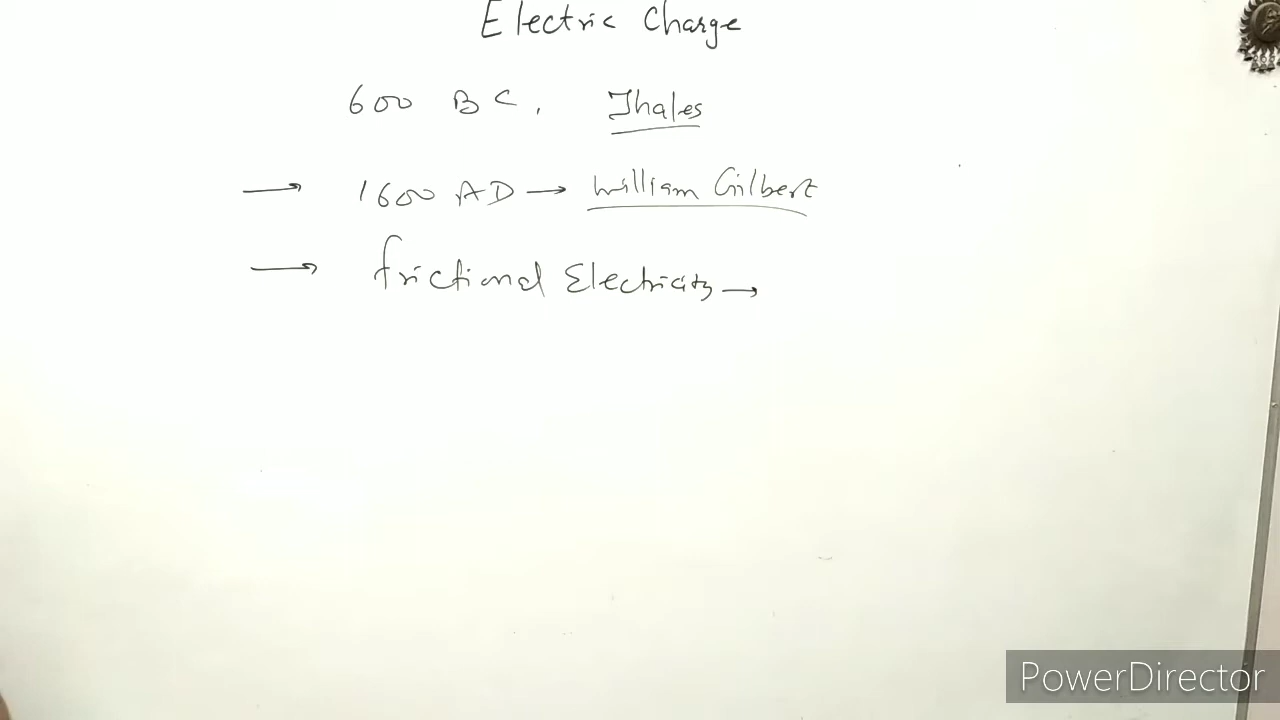 Electric Charge
600 BC, Thales
→ 1600 AD → William Gilbert
→ frictional Electricity →
PowerDirector